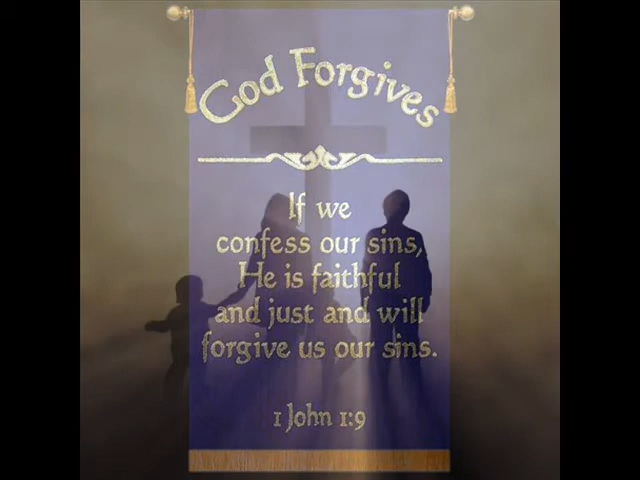 God Forgives
If we
confess our sins,
He is faithful
and just and will
forgive us our sins.
1 John 1:9